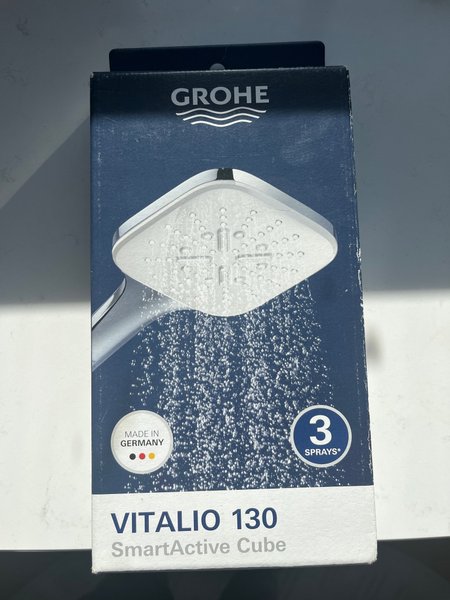 GROHE
MADE IN
GERMANY
3
SPRAYS*
VITALIO 130
SmartActive Cube